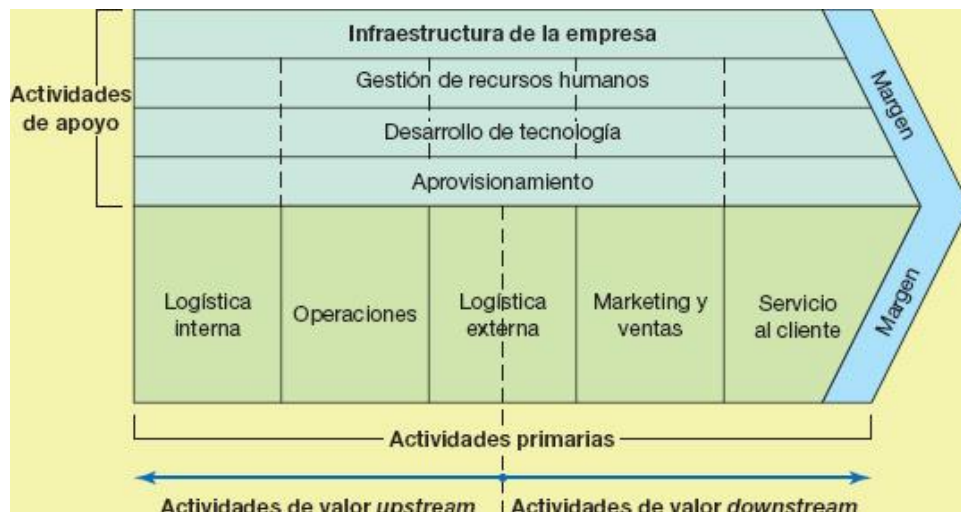 Infraestructura de la empresa
Gestión de recursos humanos
Desarrollo de tecnología
Aprovisionamiento
Actividades
de apoyo
Margen
Margen
Logística
interna
Operaciones
Logística
externa
Marketing y
ventas
Servicio
al cliente
Actividades primarias
Actividades de valor upstream
Actividades de valor downstream